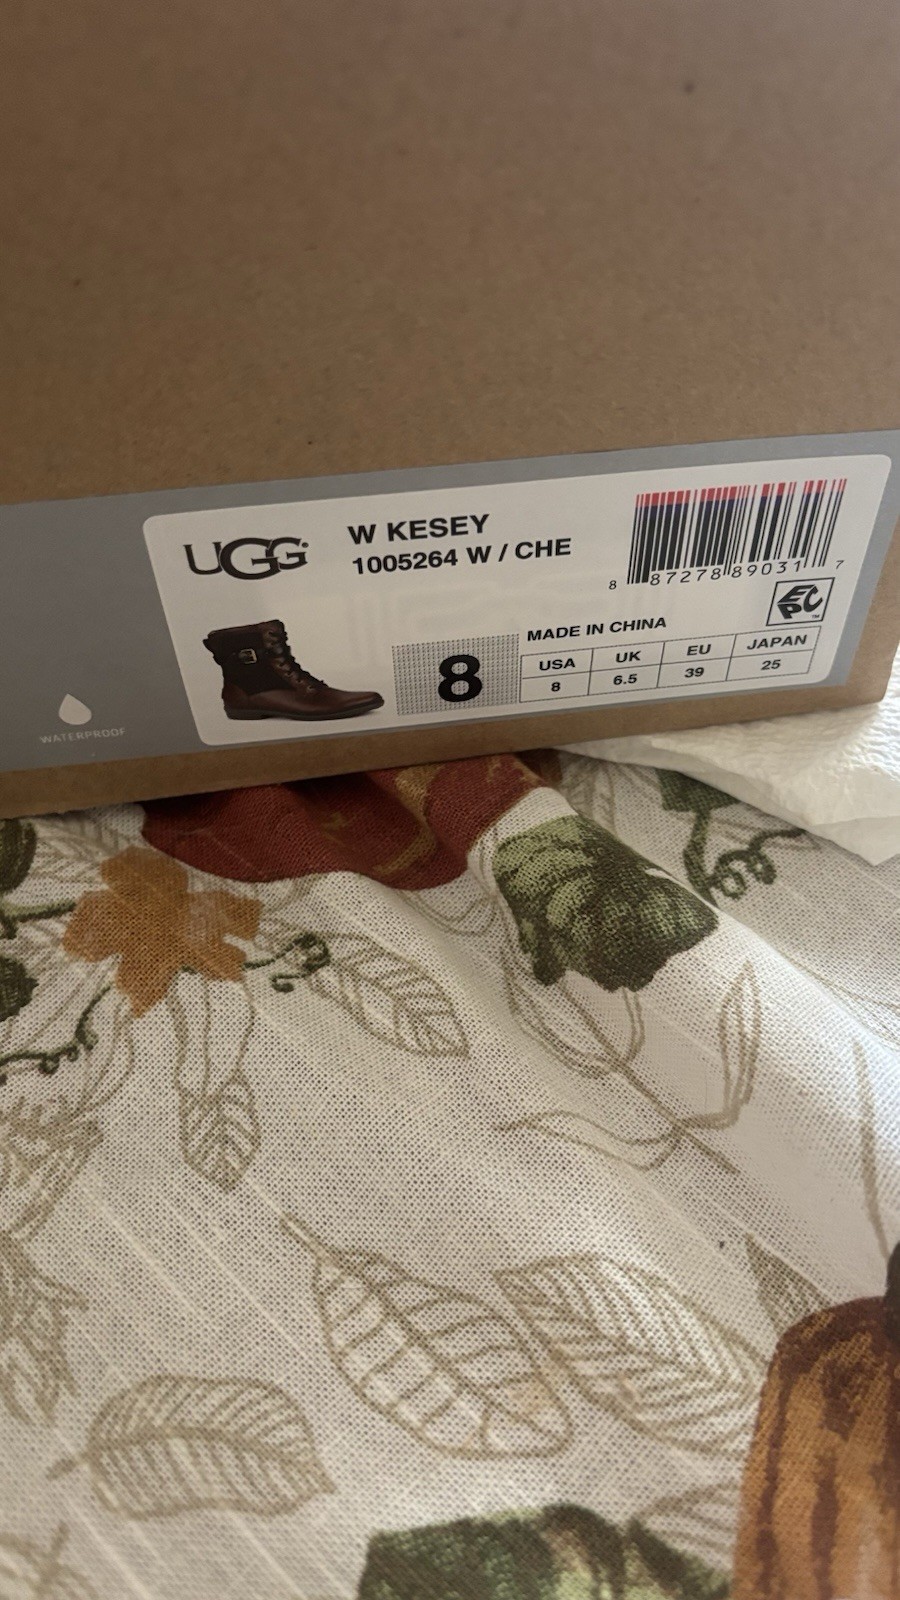 UGG
W KESEY
1005264 W / CHE
8 87278 89031 7
EPC™
MADE IN CHINA
8
USA UK EU JAPAN
8 6.5 39 25
WATERPROOF